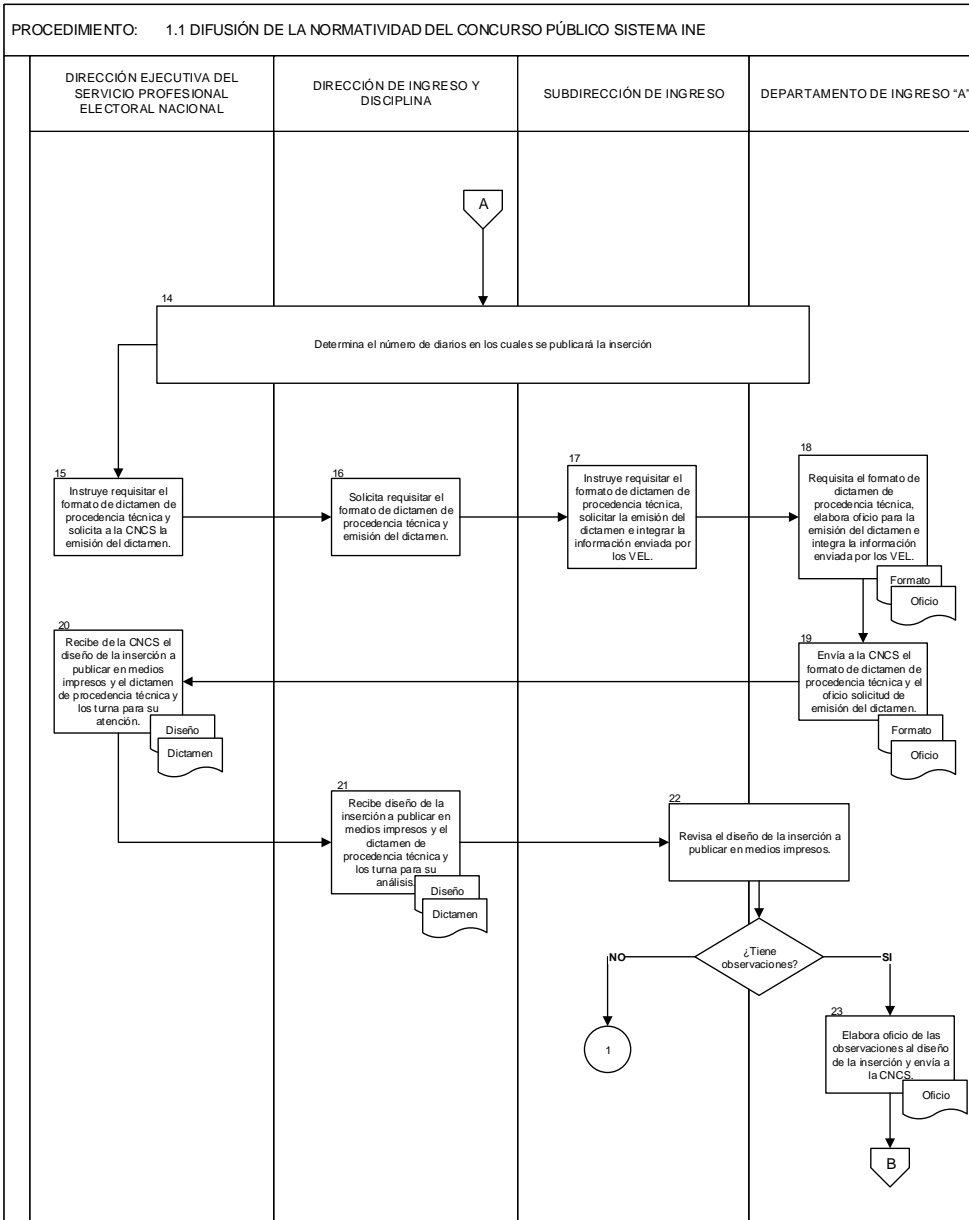 PROCEDIMIENTO: 1.1 DIFUSIÓN DE LA NORMATIVIDAD DEL CONCURSO PÚBLICO SISTEMA INE
DIRECCIÓN EJECUTIVA DEL
SERVICIO PROFESIONAL
ELECTORAL NACIONAL
DIRECCIÓN DE INGRESO Y
DISCIPLINA
SUBDIRECCIÓN DE INGRESO
DEPARTAMENTO DE INGRESO "A"
A
14
Determina el número de diarios en los cuales se publicará la inserción
15
Instruye requisitar el
formato de dictamen de
procedencia técnica y
solicita a la CNCS la
emisión del dictamen.
16
Solicita requisitar el
formato de dictamen de
procedencia técnica y
emisión del dictamen.
17
Instruye requisitar el
formato de dictamen de
procedencia técnica,
solicitar la emisión del
dictamen e integrar la
información enviada por
los VEL.
18
Requisita el formato de
dictamen de
procedencia técnica,
elabora oficio para la
emisión del dictamen e
integra la información
enviada por los VEL.
Formato
Oficio
19
Envía a la CNCS el
formato de dictamen de
procedencia técnica y el
oficio solicitud de
emisión del dictamen.
Formato
Oficio
20
Recibe de la CNCS el
diseño de la inserción a
publicar en medios
impresos y el dictamen
de procedencia técnica y
los turna para su
atención.
Diseño
Dictamen
21
Recibe diseño de la
inserción a publicar en
medios impresos y el
dictamen de
procedencia técnica y
los turna para su
análisis.
Diseño
Dictamen
22
Revisa el diseño de la inserción a
publicar en medios impresos.
¿Tiene
observaciones?
NO
SI
1
23
Elabora oficio de las
observaciones al diseño
de la inserción y envía a
la CNCS.
Oficio
B